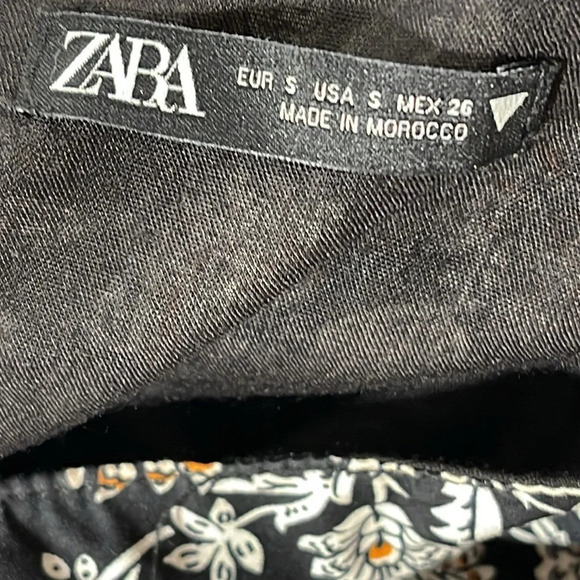 ZARA
EUR S USA S MEX 26
MADE IN MOROCCO